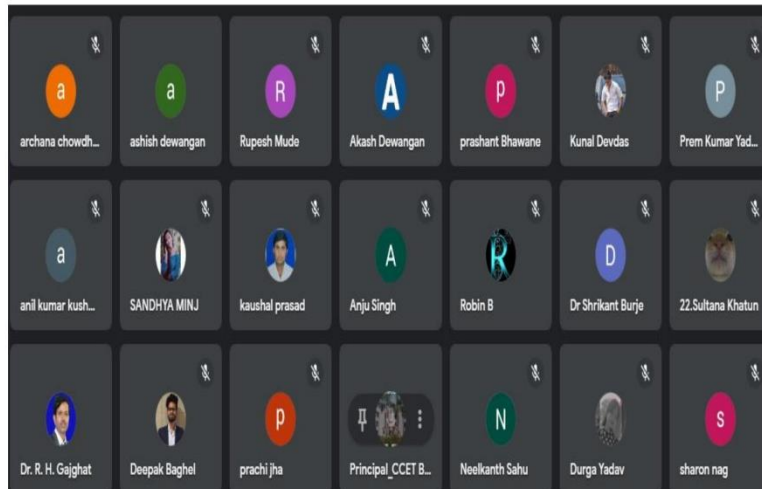 a
archana chowdh...
a
ashish dewangan
R
Rupesh Mude
A
Akash Dewangan
p
prashant Bhawane
Kunal Devdas
P
Prem Kumar Yad...
a
anil kumar kush...
SANDHYA MINJ
kaushal prasad
A
Anju Singh
R
Robin B
D
Dr Shrikant Burje
22.Sultana Khatun
Dr. R. H. Gajghat
Deepak Baghel
p
prachi jha
Principal_CCET B...
N
Neelkanth Sahu
Durga Yadav
s
sharon nag